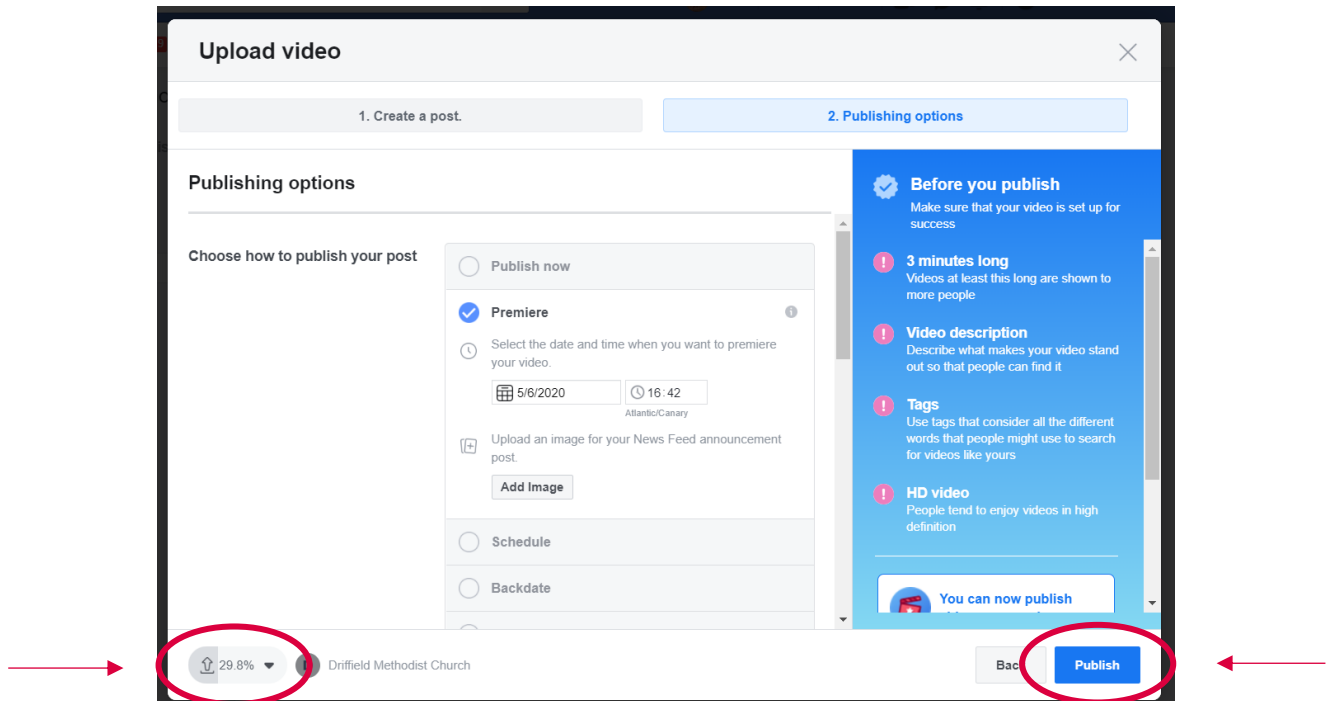 Upload video
1. Create a post.
2. Publishing options
Publishing options
Choose how to publish your post
Publish now
Premiere
Select the date and time when you want to premiere
your video.
5/6/2020
16:42
Atlantic/Canary
Upload an image for your News Feed announcement
post.
Add Image
Schedule
Backdate
Before you publish
Make sure that your video is set up for
success
3 minutes long
Videos at least this long are shown to
more people
Video description
Describe what makes your video stand
out so that people can find it
Tags
Use tags that consider all the different
words that people might use to search
for videos like yours
HD video
People tend to enjoy videos in high
definition
You can now publish
29.8%
Driffield Methodist Church
Bac
Publish